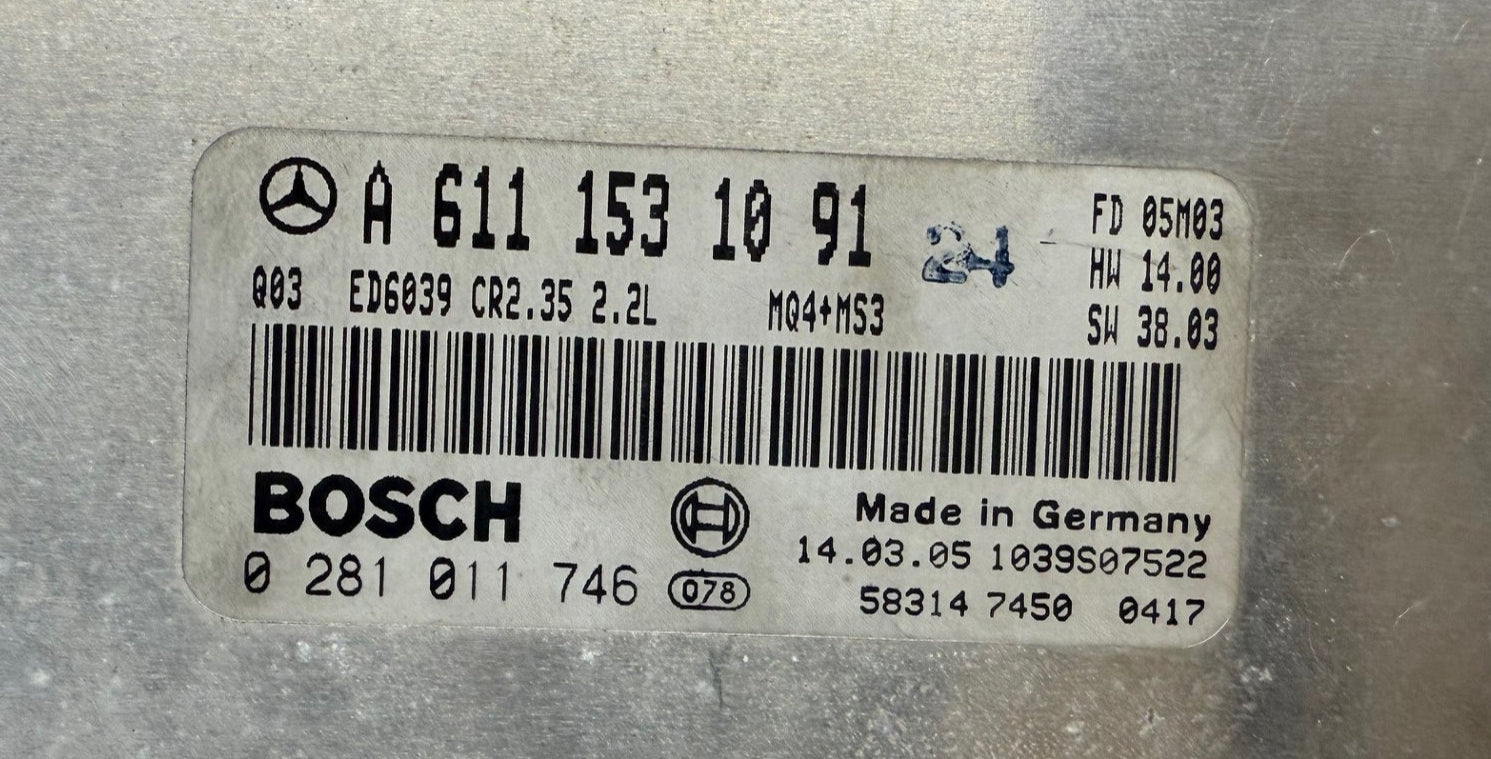 A 611 153 10 91 24 FD 05M03
HW 14.00
Q03 ED6039 CR2.35 2.2L MQ4+MS3 SW 38.03
BOSCH Made in Germany
14.03.05 1039S07522
0 281 011 746 078 58314 7450 0417